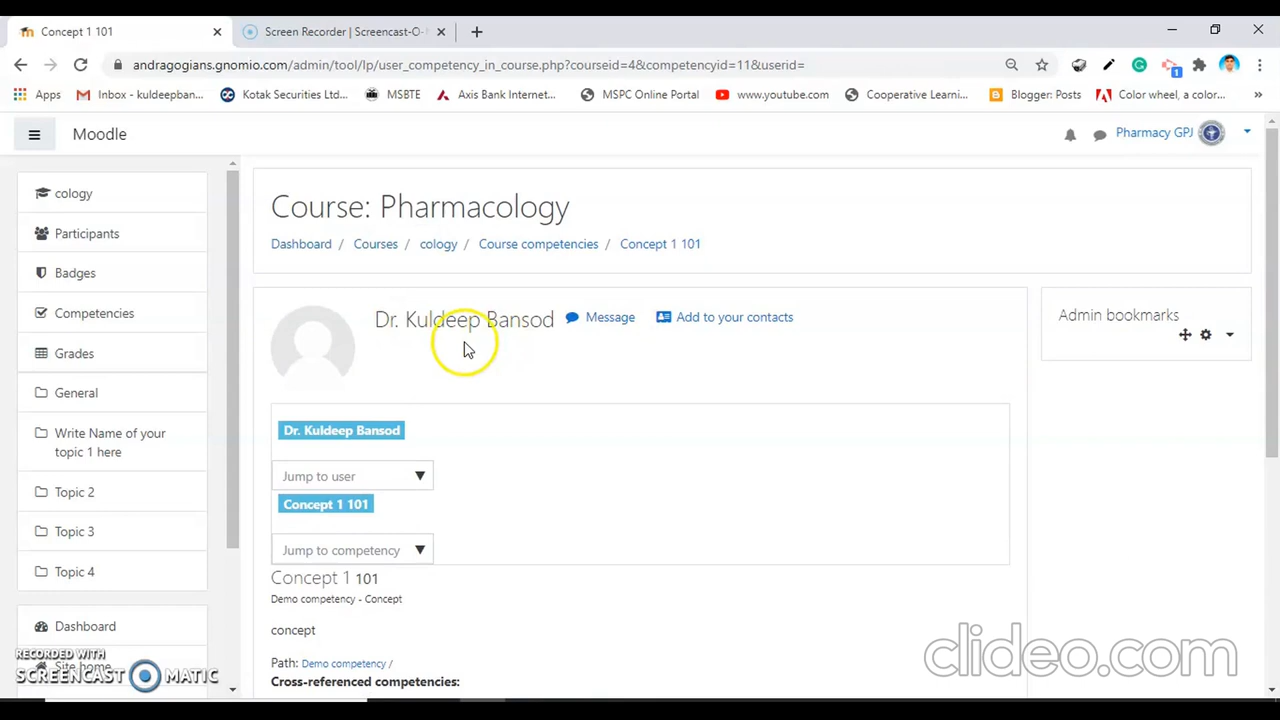 Concept 1 101
Screen Recorder | Screencast-O-
andragogians.gnomio.com/admin/tool/lp/user_competency_in_course.php?courseid=4&competencyid=11&userid=
1
Apps
Inbox - kuldeepban...
Kotak Securities Ltd...
MSBTE
Axis Bank Internet...
MSPC Online Portal
www.youtube.com
Cooperative Learni...
Blogger: Posts
Color wheel, a color...
»
Moodle
Pharmacy GPJ
cology
Participants
Badges
Competencies
Grades
General
Write Name of your
topic 1 here
Topic 2
Topic 3
Topic 4
Dashboard
Site home
Course: Pharmacology
Dashboard / Courses / cology / Course competencies / Concept 1 101
Dr. Kuldeep Bansod
Message
Add to your contacts
Dr. Kuldeep Bansod
Jump to user
Concept 1 101
Jump to competency
Concept 1 101
Demo competency - Concept
concept
Path: Demo competency /
Cross-referenced competencies:
Admin bookmarks
RECORDED WITH
SCREENCAST MATIC
clideo.com